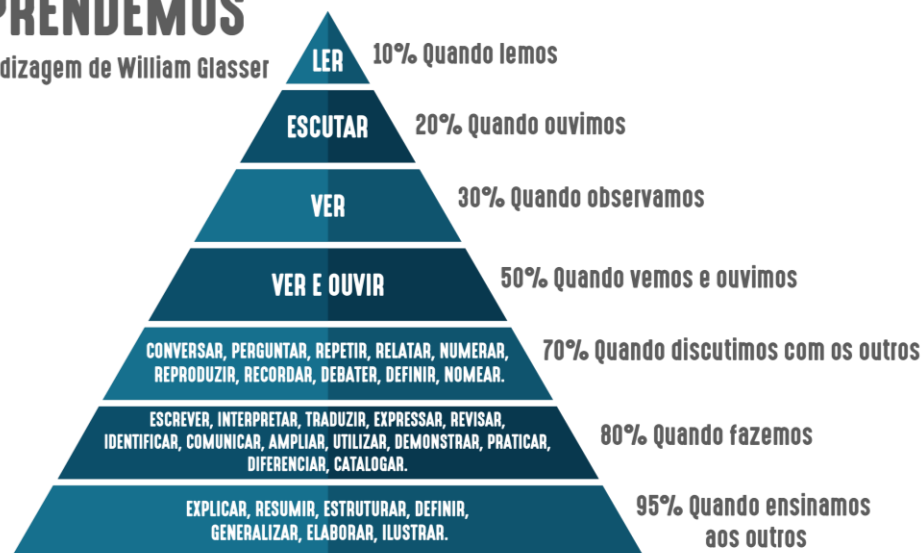 PRENDEMOS
dizagem de William Glasser
LER
10% Quando lemos
ESCUTAR
20% Quando ouvimos
VER
30% Quando observamos
VER E OUVIR
50% Quando vemos e ouvimos
CONVERSAR, PERGUNTAR, REPETIR, RELATAR, NUMERAR,
REPRODUZIR, RECORDAR, DEBATER, DEFINIR, NOMEAR.
70% Quando discutimos com os outros
ESCREVER, INTERPRETAR, TRADUZIR, EXPRESSAR, REVISAR,
IDENTIFICAR, COMUNICAR, AMPLIAR, UTILIZAR, DEMONSTRAR, PRATICAR,
DIFERENCIAR, CATALOGAR.
80% Quando fazemos
EXPLICAR, RESUMIR, ESTRUTURAR, DEFINIR,
GENERALIZAR, ELABORAR, ILUSTRAR.
95% Quando ensinamos
aos outros